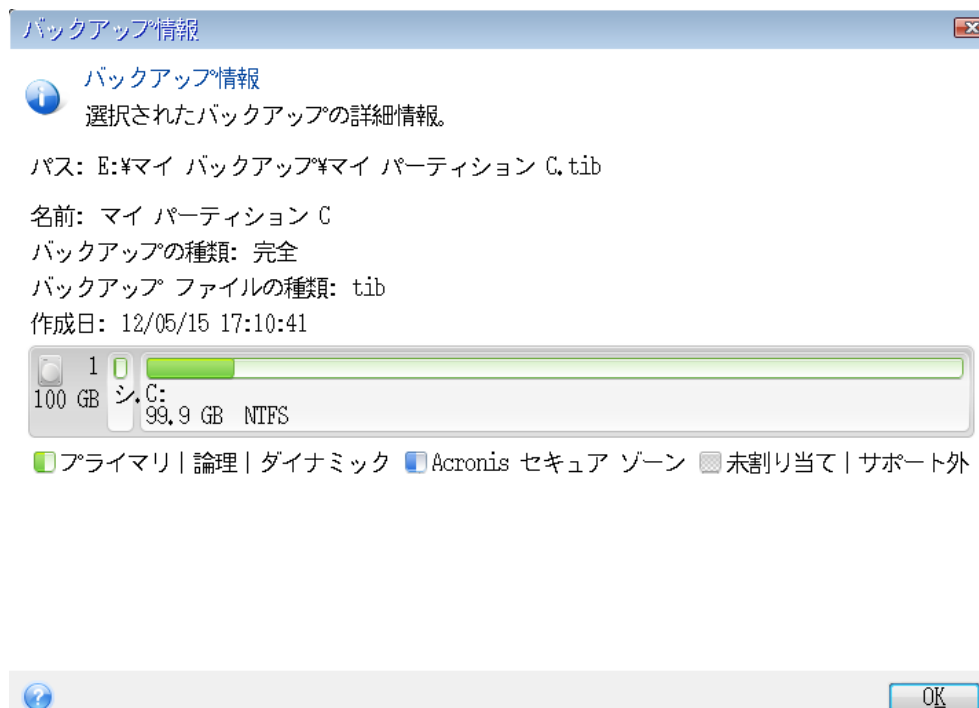 バックアップ情報
バックアップ情報
選択されたバックアップの詳細情報。
パス: E:¥マイ バックアップ¥マイ パーティション C.tib
名前: マイ パーティション C
バックアップの種類: 完全
バックアップ ファイルの種類: tib
作成日: 12/05/15 17:10:41
1
100 GB
シ.
C:
99.9 GB NTFS
プライマリ|論理|ダイナミック Acronis セキュア ゾーン 未割り当て|サポート外
OK